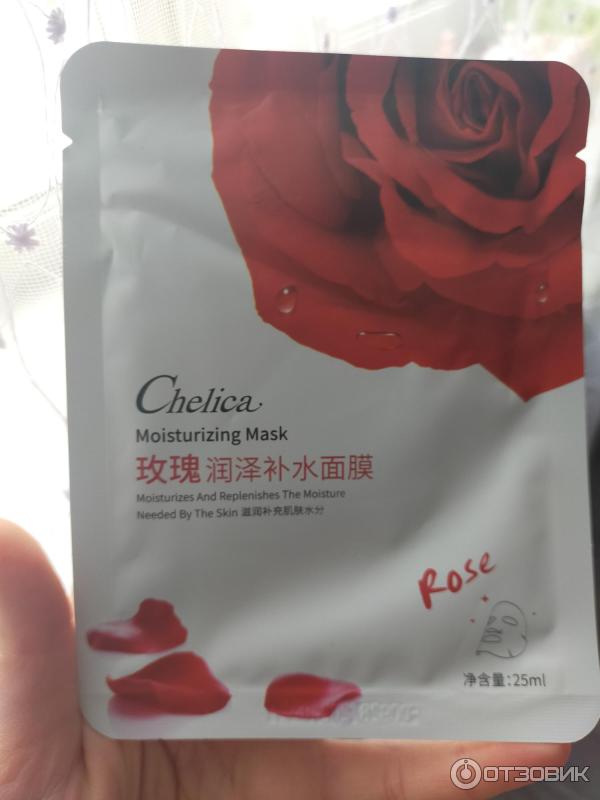 Chelica
Moisturizing Mask
玫瑰 润泽补水面膜
Moisturizes And Replenishes The Moisture
Needed By The Skin 滋润补充肌肤水分
Rose
净含量:25ml
ОТЗОВИК